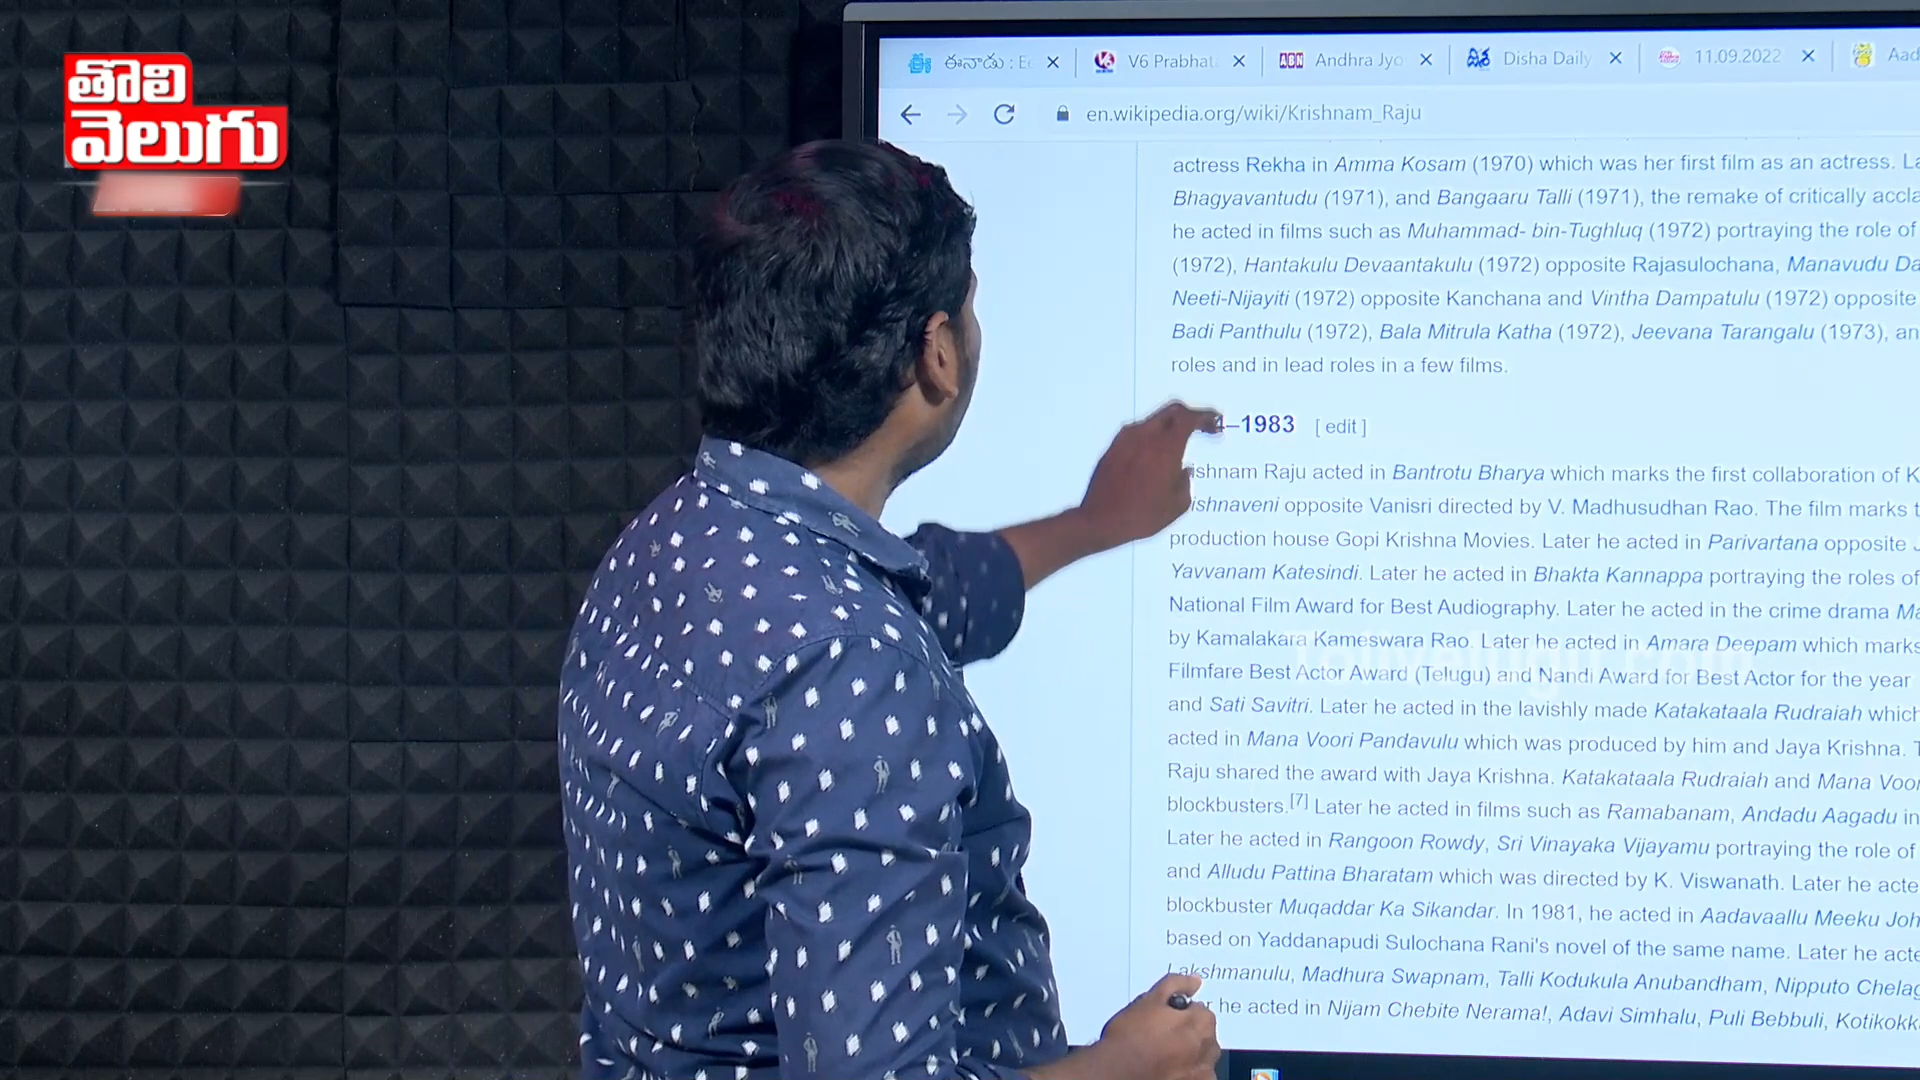 తొలి
వెలుగు
ఈనాడు : Ee
V6 Prabhat
ABN Andhra Jyo
Disha Daily
11.09.2022
Aad
en.wikipedia.org/wiki/Krishnam_Raju
actress Rekha in Amma Kosam (1970) which was her first film as an actress. La
Bhagyavantudu (1971), and Bangaaru Talli (1971), the remake of critically accla
he acted in films such as Muhammad- bin-Tughluq (1972) portraying the role of
(1972), Hantakulu Devaantakulu (1972) opposite Rajasulochana, Manavudu Da
Neeti-Nijayiti (1972) opposite Kanchana and Vintha Dampatulu (1972) opposite
Badi Panthulu (1972), Bala Mitrula Katha (1972), Jeevana Tarangalu (1973), an
roles and in lead roles in a few films.
4–1983 [ edit ]
ishnam Raju acted in Bantrotu Bharya which marks the first collaboration of K
ishnaveni opposite Vanisri directed by V. Madhusudhan Rao. The film marks t
production house Gopi Krishna Movies. Later he acted in Parivartana opposite J
Yavvanam Katesindi. Later he acted in Bhakta Kannappa portraying the roles of
National Film Award for Best Audiography. Later he acted in the crime drama Ma
by Kamalakara Kameswara Rao. Later he acted in Amara Deepam which marks
Filmfare Best Actor Award (Telugu) and Nandi Award for Best Actor for the year
and Sati Savitri. Later he acted in the lavishly made Katakataala Rudraiah which
acted in Mana Voori Pandavulu which was produced by him and Jaya Krishna. T
Raju shared the award with Jaya Krishna. Katakataala Rudraiah and Mana Voor
blockbusters.[7] Later he acted in films such as Ramabanam, Andadu Aagadu in
Later he acted in Rangoon Rowdy, Sri Vinayaka Vijayamu portraying the role of
and Alludu Pattina Bharatam which was directed by K. Viswanath. Later he acte
blockbuster Muqaddar Ka Sikandar. In 1981, he acted in Aadavaallu Meeku Joh
based on Yaddanapudi Sulochana Rani's novel of the same name. Later he acte
Lakshmanulu, Madhura Swapnam, Talli Kodukula Anubandham, Nipputo Chelag
r he acted in Nijam Chebite Nerama!, Adavi Simhalu, Puli Bebbuli, Kotikokk